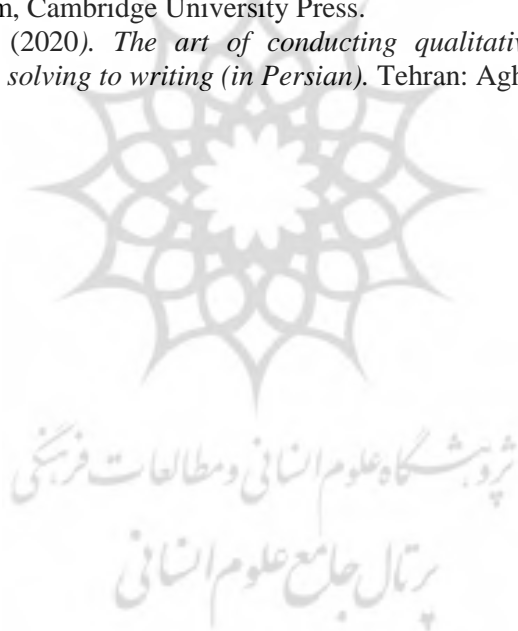 m, Cambridge University Press.
(2020). The art of conducting qualitativ
solving to writing (in Persian). Tehran: Agh
پژوهشگاه علوم انسانی و مطالعات فرهنگی
پرتال جامع علوم انسانی